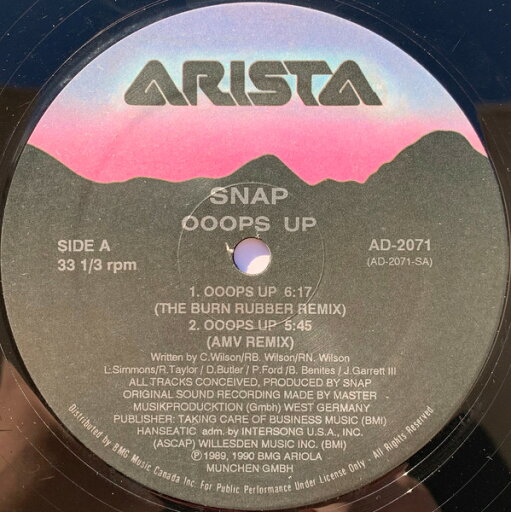 ARISTA
SNAP
OOOPS UP
SIDE A
33 1/3 rpm
AD-2071
(AD-2071-SA)
1. OOOPS UP 6:17
(THE BURN RUBBER REMIX)
2. OOOPS UP 5:45
(AMV REMIX)
Written by C.Wilson/RB. Wilson/RN. Wilson
L.Simmons/R.Taylor / D.Butler / P.Ford /B. Benites / J.Garrett III
ALL TRACKS CONCEIVED, PRODUCED BY SNAP
ORIGINAL SOUND RECORDING MADE BY MASTER
MUSIKPRODUCKTION (Gmbh) WEST GERMANY
PUBLISHER: TAKING CARE OF BUSINESS MUSIC (BMI)
HANSEATIC adm. by INTERSONG U.S.A., INC.
(ASCAP) WILLESDEN MUSIC INC. (BMI)
℗ 1989, 1990 BMG ARIOLA
MUNCHEN GMBH
Distributed by BMG Music Canada Inc. For Public Performance Under License Only - All Rights Reserved